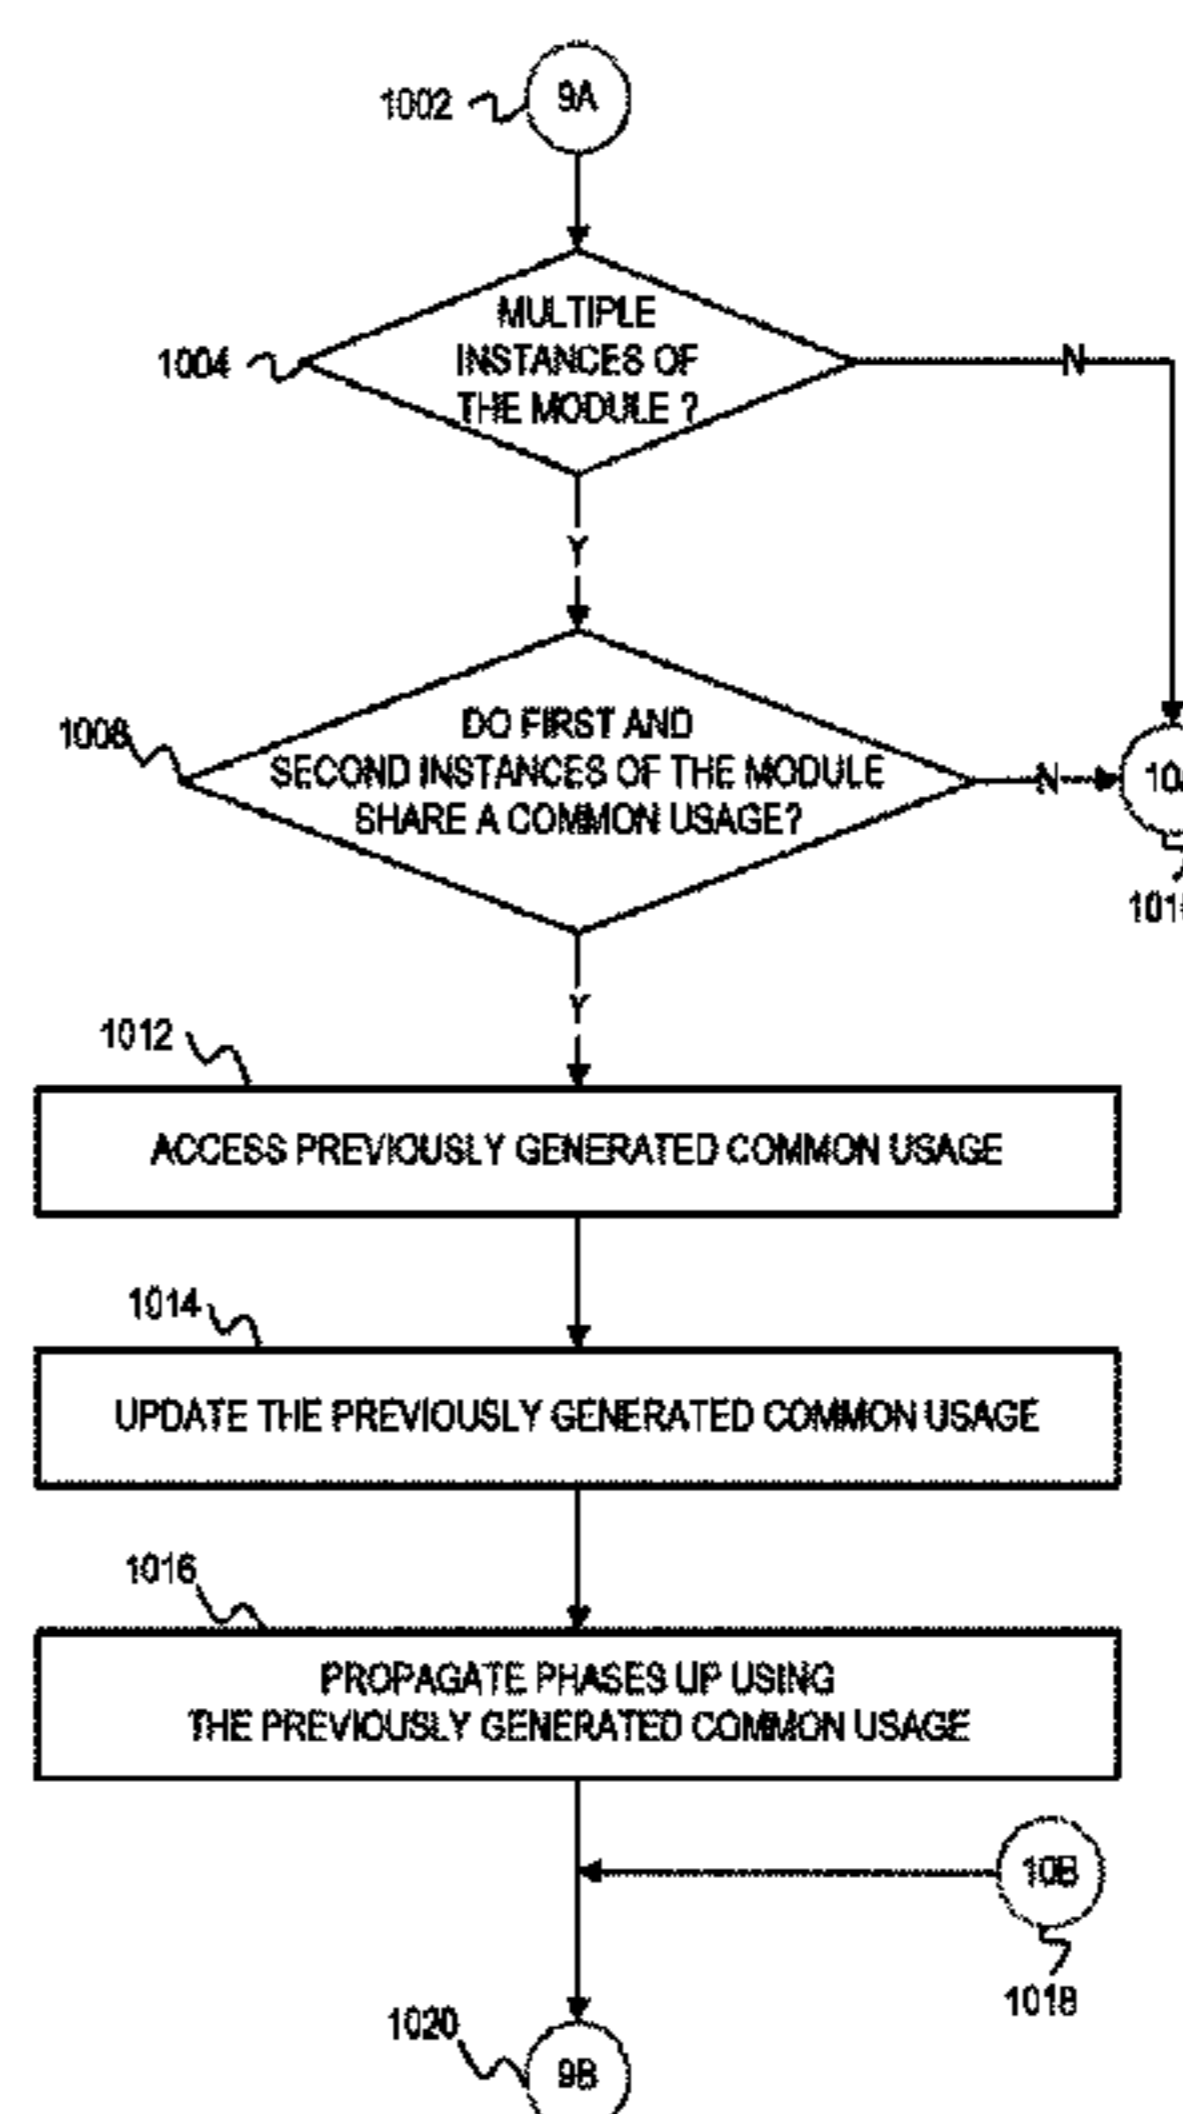 9A
1002
MULTIPLE
INSTANCES OF
THE MODULE ?
1004
N
Y
DO FIRST AND
SECOND INSTANCES OF THE MODULE
SHARE A COMMON USAGE?
1008
N
Y
1012
ACCESS PREVIOUSLY GENERATED COMMON USAGE
1014
UPDATE THE PREVIOUSLY GENERATED COMMON USAGE
1016
PROPAGATE PHASES UP USING
THE PREVIOUSLY GENERATED COMMON USAGE
10B
1018
1020
9B